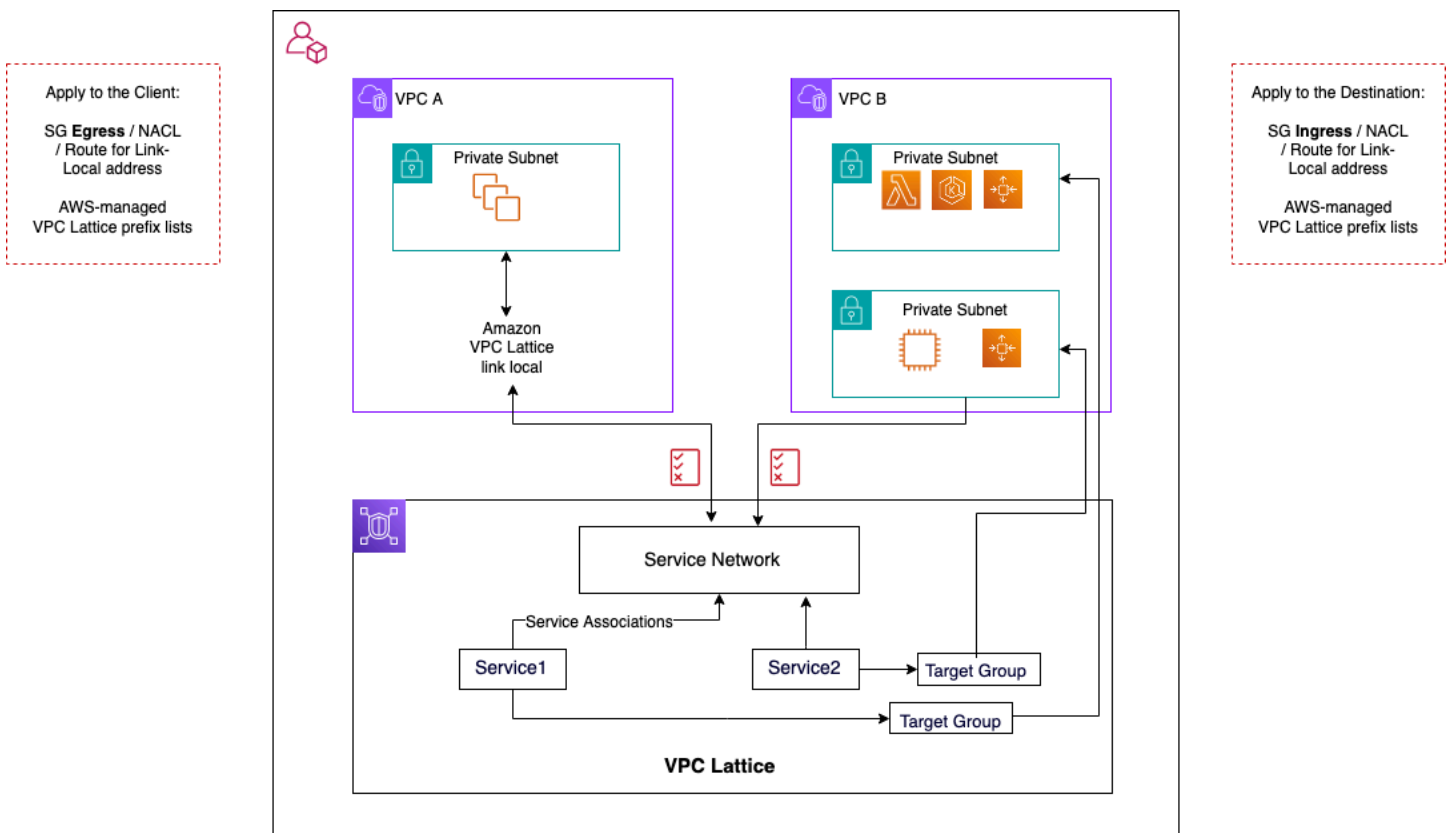 Apply to the Client:
SG Egress / NACL
/ Route for Link-
Local address
AWS-managed
VPC Lattice prefix lists
VPC A
Private Subnet
Amazon
VPC Lattice
link local
VPC B
Private Subnet
Private Subnet
Apply to the Destination:
SG Ingress / NACL
/ Route for Link-
Local address
AWS-managed
VPC Lattice prefix lists
Service Network
Service Associations
Service1
Service2
Target Group
Target Group
VPC Lattice